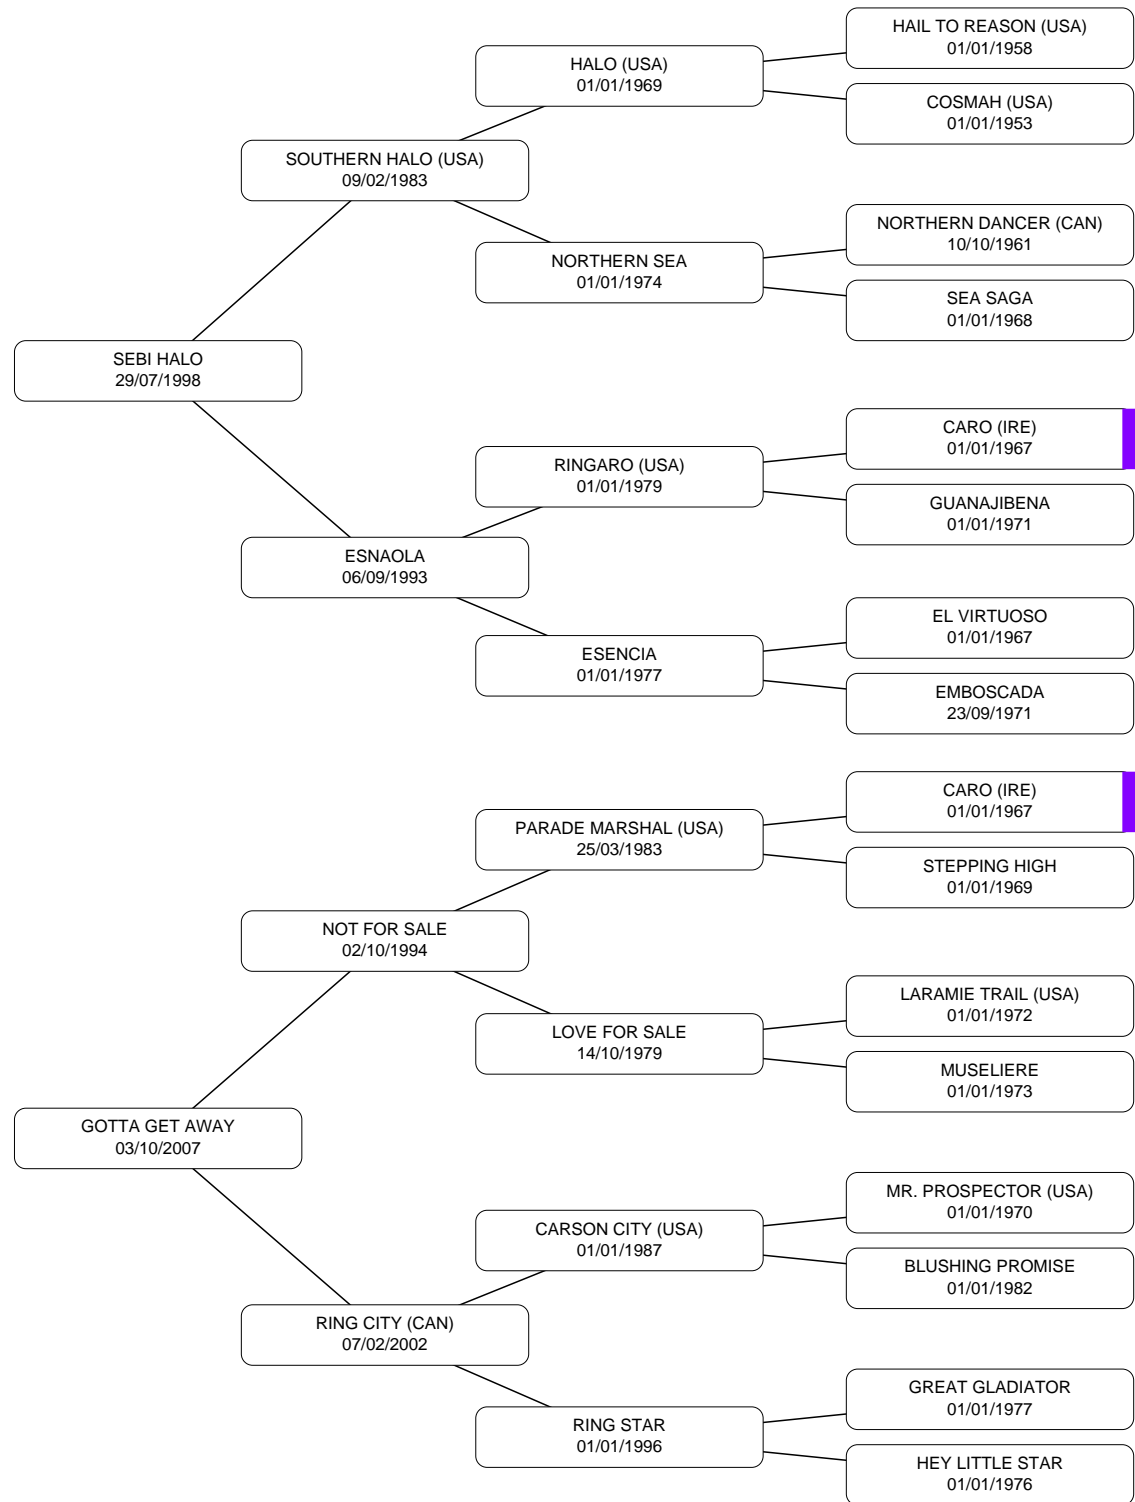 HAIL TO REASON (USA)
01/01/1958
HALO (USA)
01/01/1969
COSMAH (USA)
01/01/1953
SOUTHERN HALO (USA)
09/02/1983
NORTHERN DANCER (CAN)
10/10/1961
NORTHERN SEA
01/01/1974
SEA SAGA
01/01/1968
SEBI HALO
29/07/1998
CARO (IRE)
01/01/1967
RINGARO (USA)
01/01/1979
GUANAJIBENA
01/01/1971
ESNAOLA
06/09/1993
EL VIRTUOSO
01/01/1967
ESENCIA
01/01/1977
EMBOSCADA
23/09/1971
CARO (IRE)
01/01/1967
PARADE MARSHAL (USA)
25/03/1983
STEPPING HIGH
01/01/1969
NOT FOR SALE
02/10/1994
LARAMIE TRAIL (USA)
01/01/1972
LOVE FOR SALE
14/10/1979
MUSELIERE
01/01/1973
GOTTA GET AWAY
03/10/2007
MR. PROSPECTOR (USA)
01/01/1970
CARSON CITY (USA)
01/01/1987
BLUSHING PROMISE
01/01/1982
RING CITY (CAN)
07/02/2002
GREAT GLADIATOR
01/01/1977
RING STAR
01/01/1996
HEY LITTLE STAR
01/01/1976